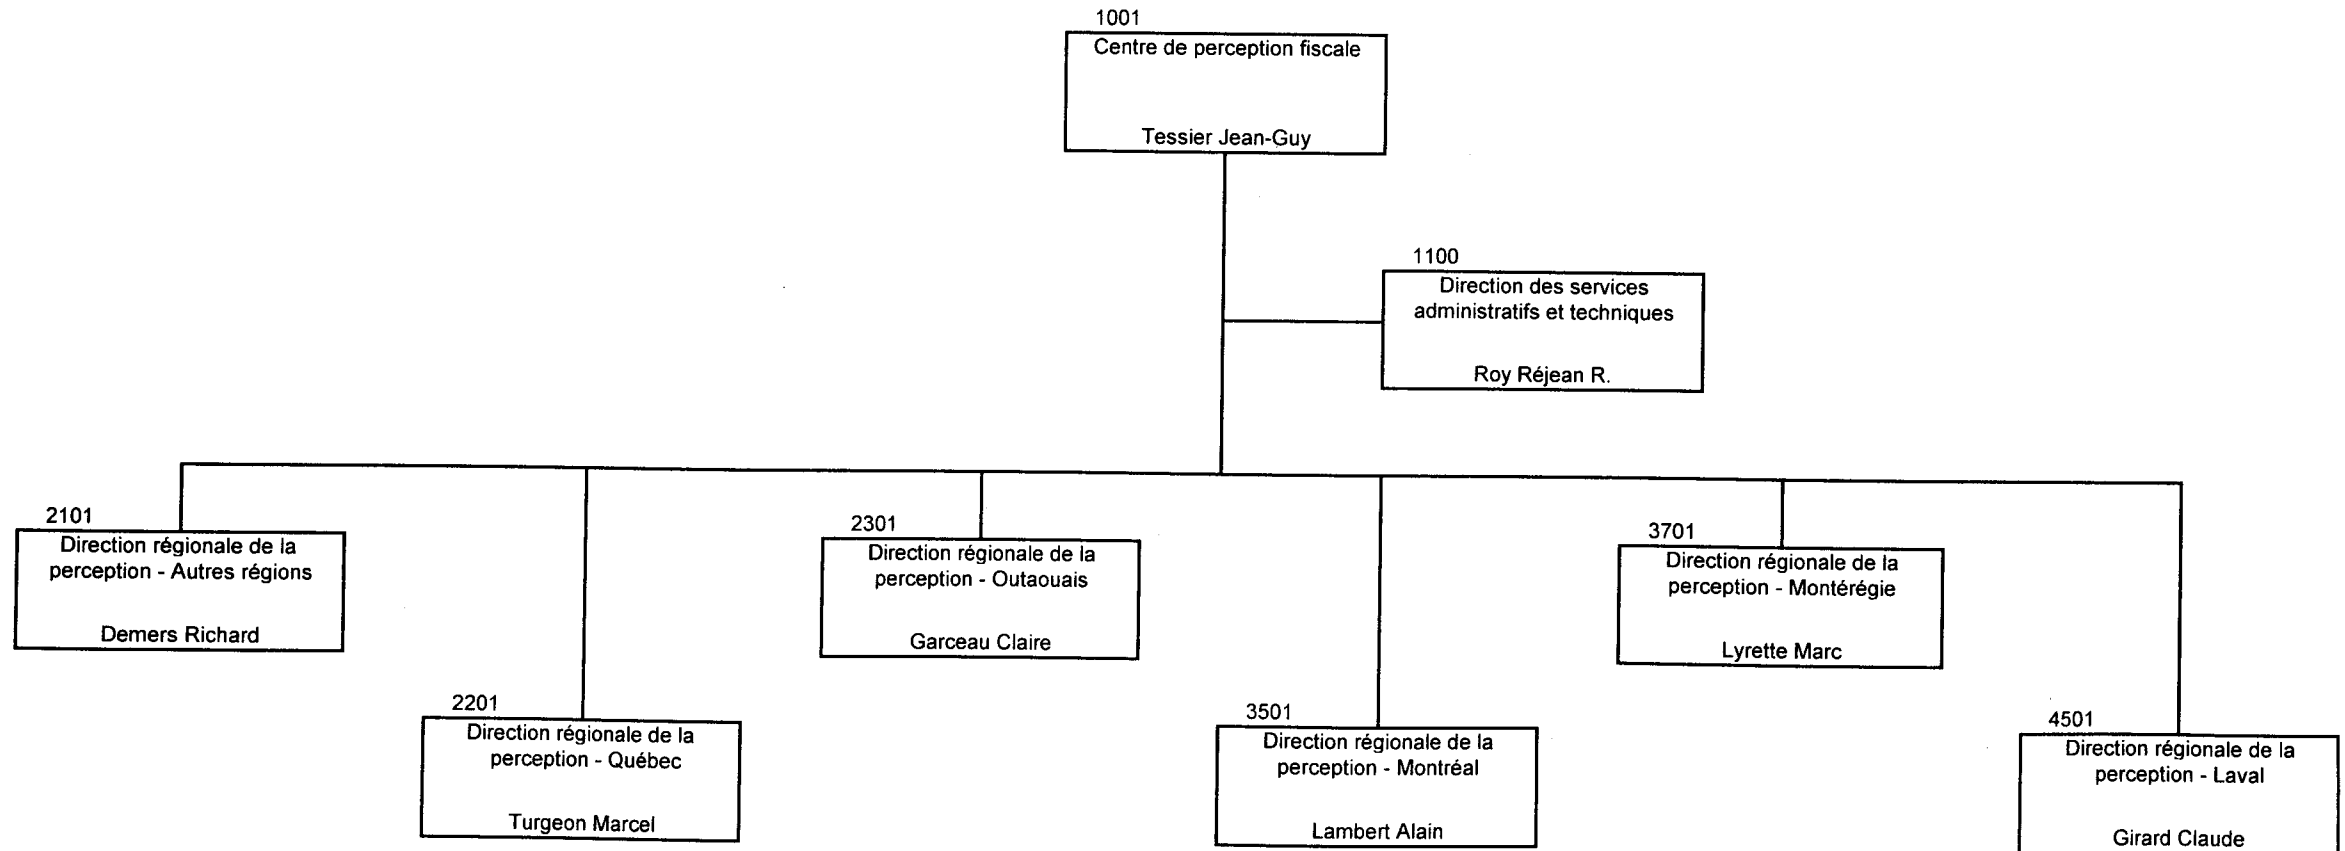 1001
Centre de perception fiscale
Tessier Jean-Guy
1100
Direction des services
administratifs et techniques
Roy Réjean R.
2101
Direction régionale de la
perception - Autres régions
Demers Richard
2201
Direction régionale de la
perception - Québec
Turgeon Marcel
2301
Direction régionale de la
perception - Outaouais
Garceau Claire
3501
Direction régionale de la
perception - Montréal
Lambert Alain
3701
Direction régionale de la
perception - Montérégie
Lyrette Marc
4501
Direction régionale de la
perception - Laval
Girard Claude